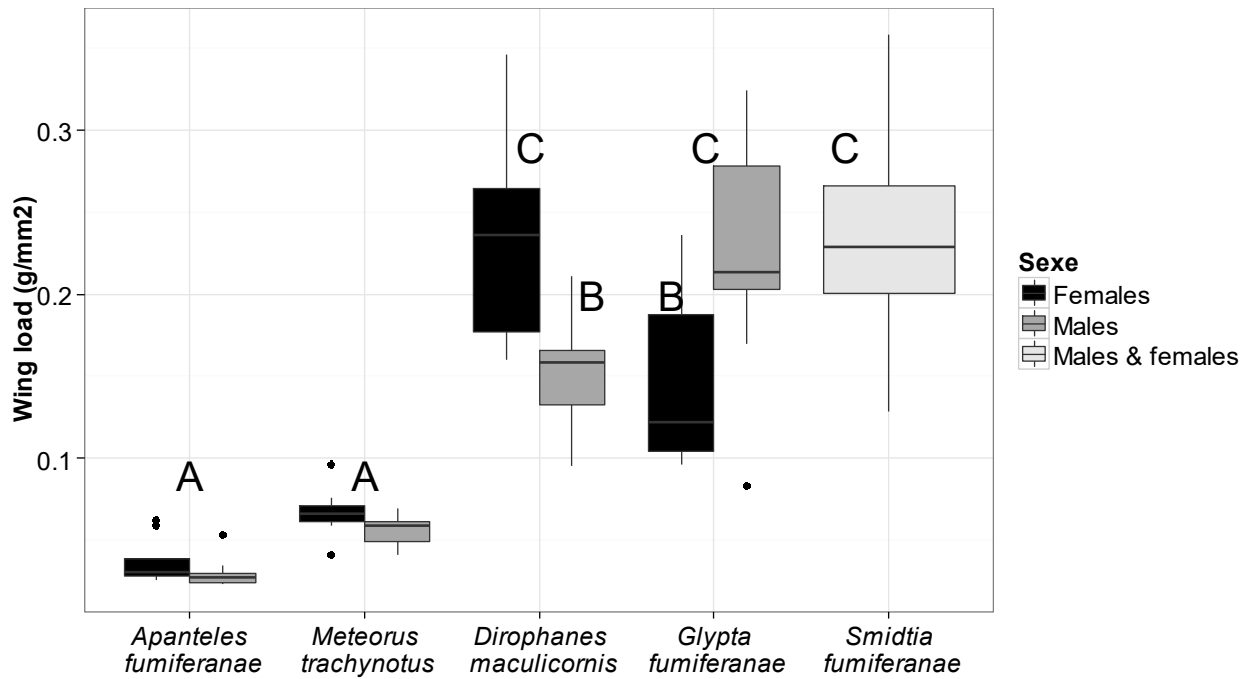 0.3
0.2
0.1
Wing load (g/mm2)
A
A
C
B
B
C
C
Apanteles
fumiferanae
Meteorus
trachynotus
Dirophanes
maculicornis
Glypta
fumiferanae
Smidtia
fumiferanae
Sexe
Females
Males
Males & females